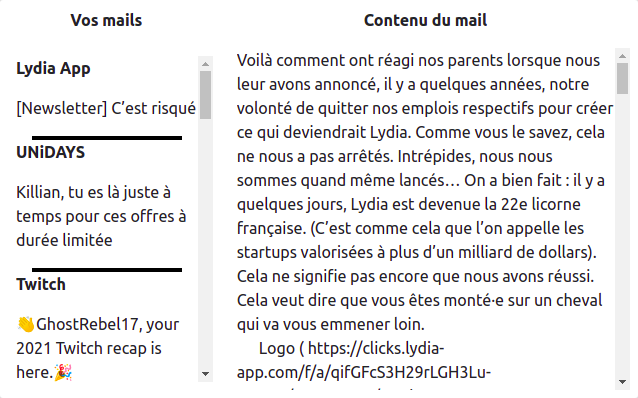 Vos mails
Lydia App
[Newsletter] C’est risqué
UNiDAYS
Killian, tu es là juste à
temps pour ces offres à
durée limitée
Twitch
👋GhostRebel17, your
2021 Twitch recap is
here.🎉
Contenu du mail
Voilà comment ont réagi nos parents lorsque nous
leur avons annoncé, il y a quelques années, notre
volonté de quitter nos emplois respectifs pour créer
ce qui deviendrait Lydia. Comme vous le savez, cela
ne nous a pas arrêtés. Intrépides, nous nous
sommes quand même lancés… On a bien fait : il y a
quelques jours, Lydia est devenue la 22e licorne
française. (C’est comme cela que l’on appelle les
startups valorisées à plus d’un milliard de dollars).
Cela ne signifie pas encore que nous avons réussi.
Cela veut dire que vous êtes monté·e sur un cheval
qui va vous emmener loin.
Logo ( https://clicks.lydia-
app.com/f/a/qifGFcS3H29rLGH3Lu-